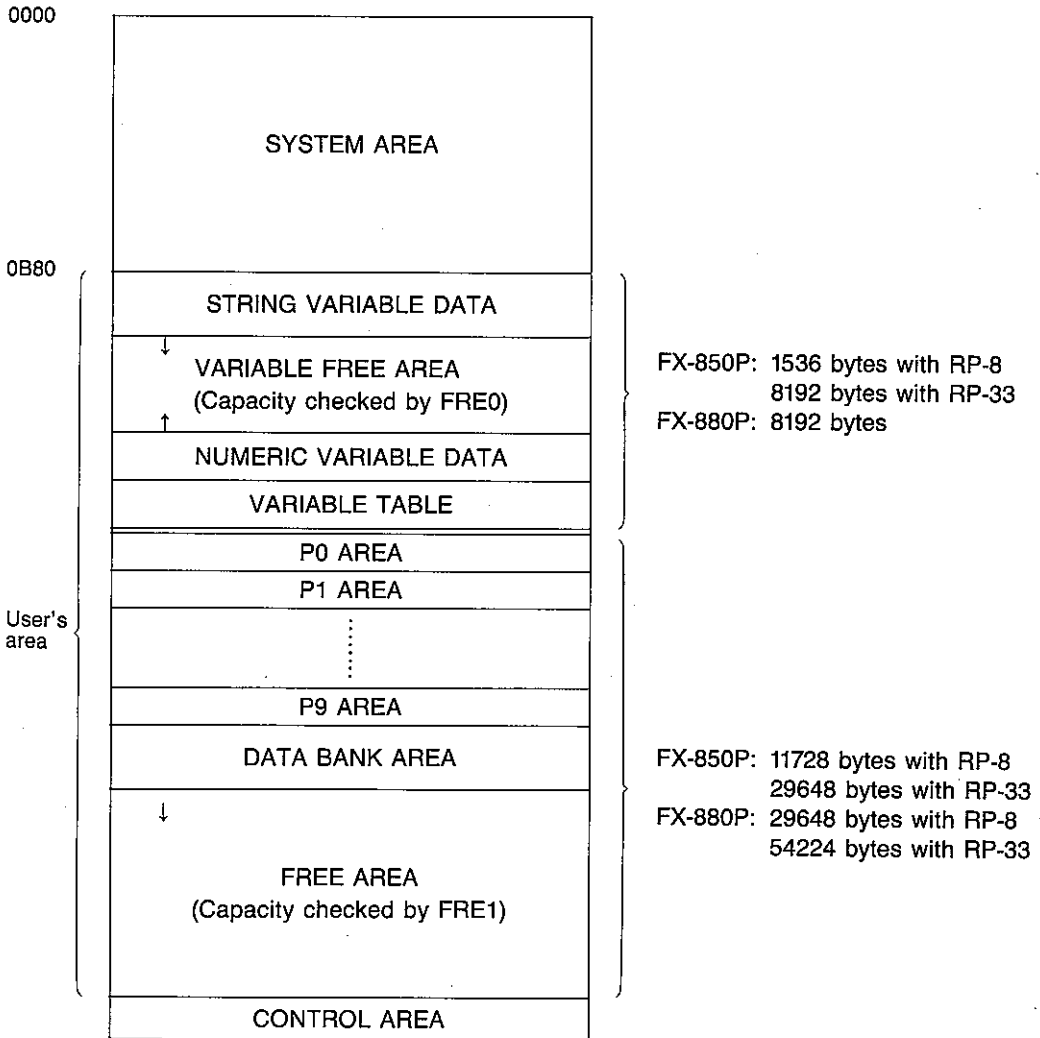 0000
SYSTEM AREA
0B80
STRING VARIABLE DATA
↓
VARIABLE FREE AREA
(Capacity checked by FRE0)
↑
NUMERIC VARIABLE DATA
VARIABLE TABLE
FX-850P: 1536 bytes with RP-8
8192 bytes with RP-33
FX-880P: 8192 bytes
P0 AREA
P1 AREA
User's
area
P9 AREA
DATA BANK AREA
↓
FREE AREA
(Capacity checked by FRE1)
FX-850P: 11728 bytes with RP-8
29648 bytes with RP-33
FX-880P: 29648 bytes with RP-8
54224 bytes with RP-33
CONTROL AREA